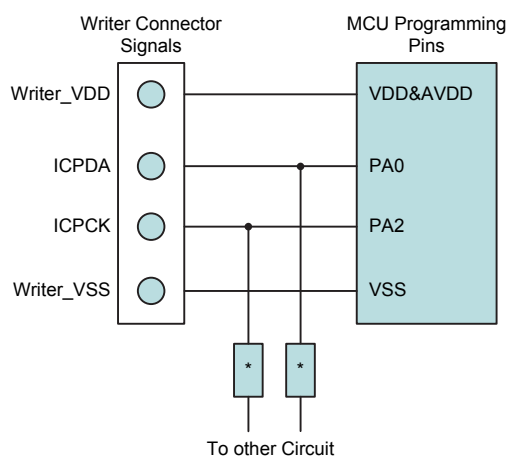 Writer Connector
Signals
MCU Programming
Pins
Writer_VDD
VDD&AVDD
ICPDA
PA0
ICPCK
PA2
Writer_VSS
VSS
*
*
To other Circuit